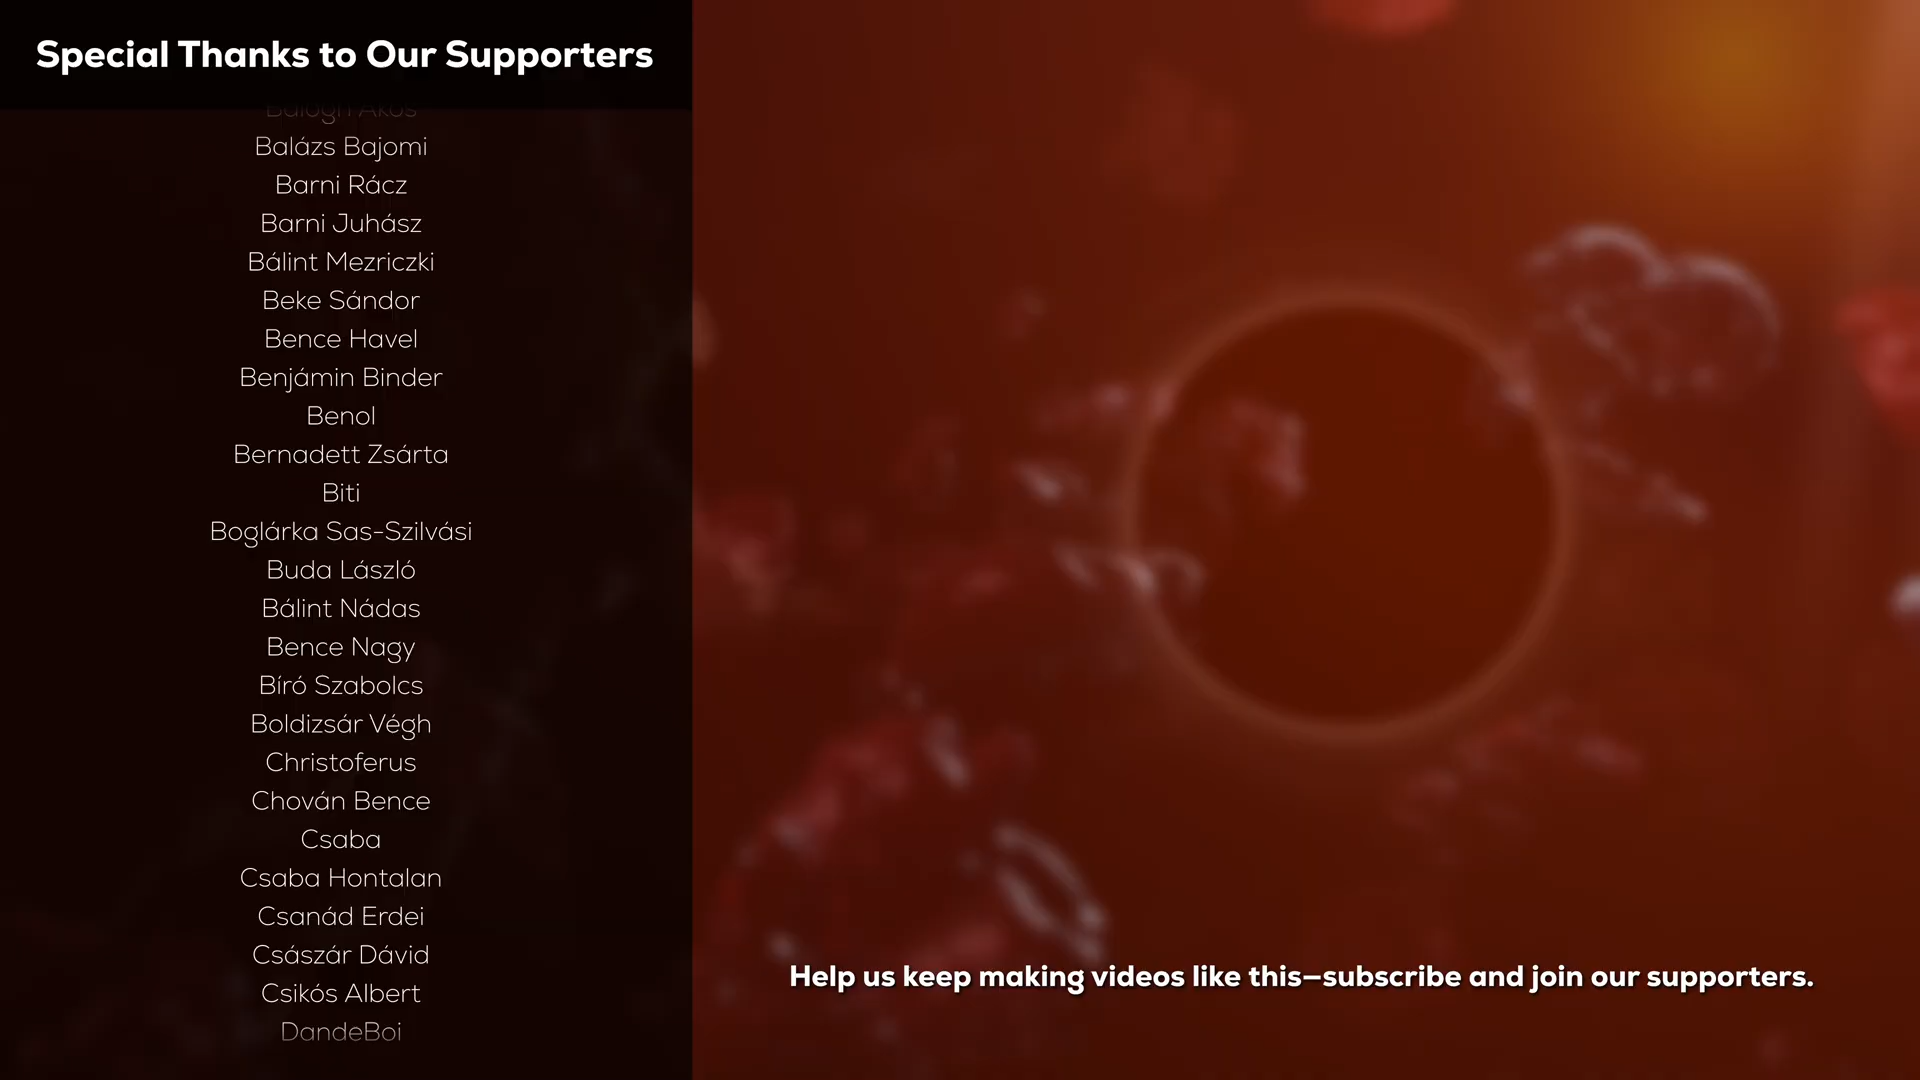 Special Thanks to Our Supporters
Balogh Ákos
Balázs Bajomi
Barni Rácz
Barni Juhász
Bálint Mezriczki
Beke Sándor
Bence Havel
Benjámin Binder
Benol
Bernadett Zsárta
Biti
Boglárka Sas-Szilvási
Buda László
Bálint Nádas
Bence Nagy
Bíró Szabolcs
Boldizsár Végh
Christoferus
Chován Bence
Csaba
Csaba Hontalan
Csanád Erdei
Császár Dávid
Csikós Albert
DandeBoi
Help us keep making videos like this—subscribe and join our supporters.